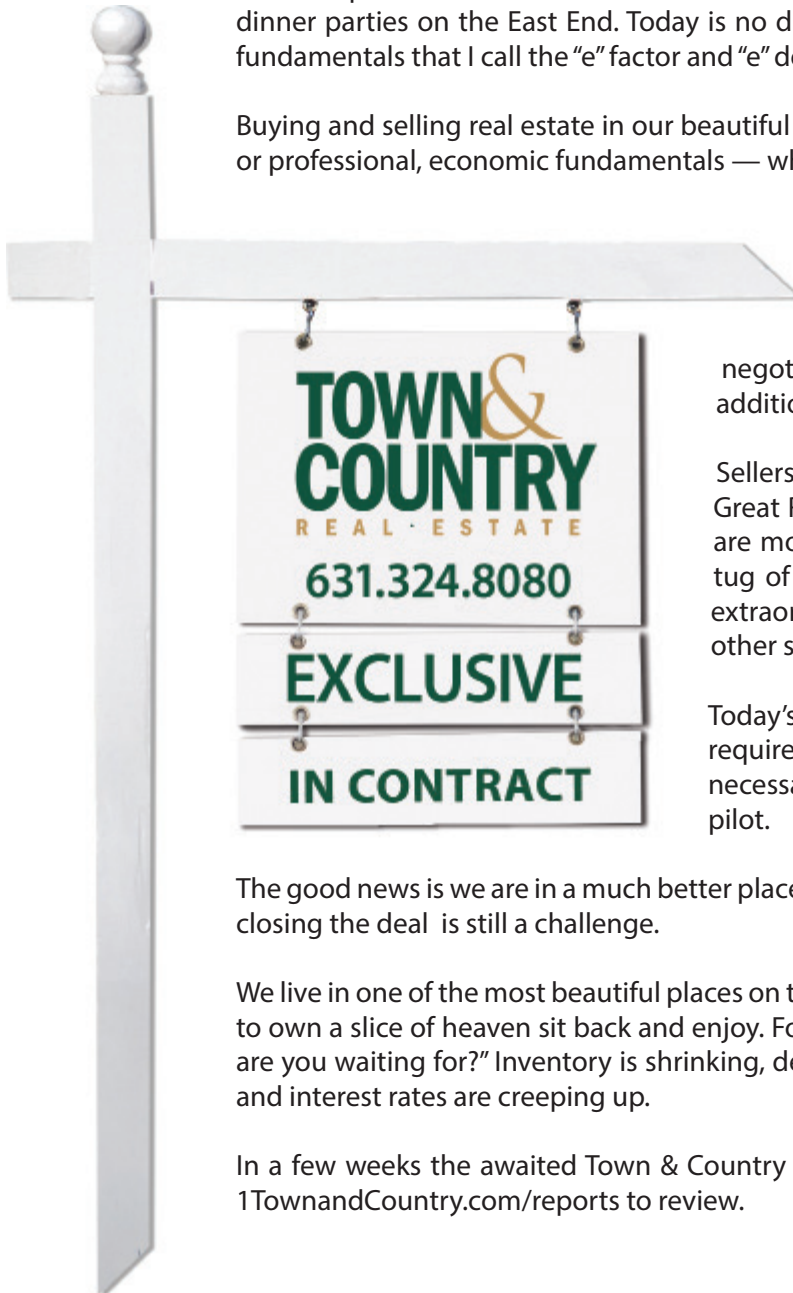 dinner parties on the East End. Today is no d
fundamentals that I call the “e” factor and “e” d
Buying and selling real estate in our beautiful
or professional, economic fundamentals — wh
TOWN&
COUNTRY
REAL·ESTATE
631.324.8080
EXCLUSIVE
IN CONTRACT
negot
additio
Sellers
Great
are mo
tug of
extraor
other s
Today’s
require
necessa
pilot.
The good news is we are in a much better place
closing the deal is still a challenge.
We live in one of the most beautiful places on t
to own a slice of heaven sit back and enjoy. Fo
are you waiting for?” Inventory is shrinking, de
and interest rates are creeping up.
In a few weeks the awaited Town & Country
1TownandCountry.com/reports to review.